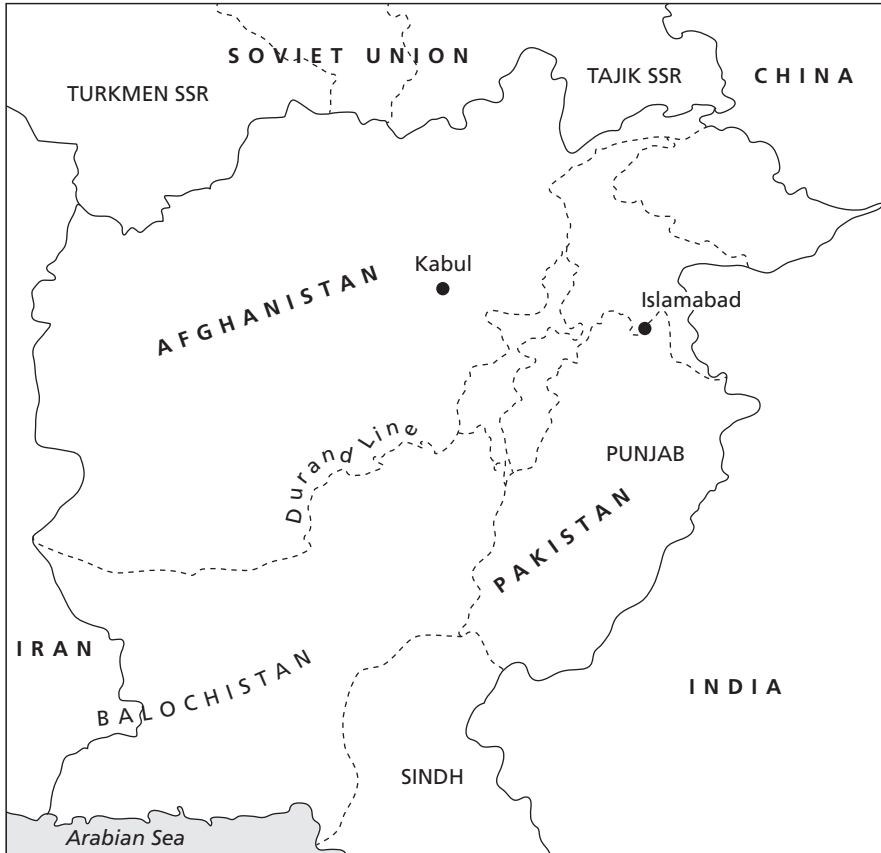 SOVIET UNION
TURKMEN SSR
TAJIK SSR
CHINA
Kabul
AFGHANISTAN
Islamabad
Durand Line
PUNJAB
PAKISTAN
IRAN
BALOCHISTAN
INDIA
SINDH
Arabian Sea